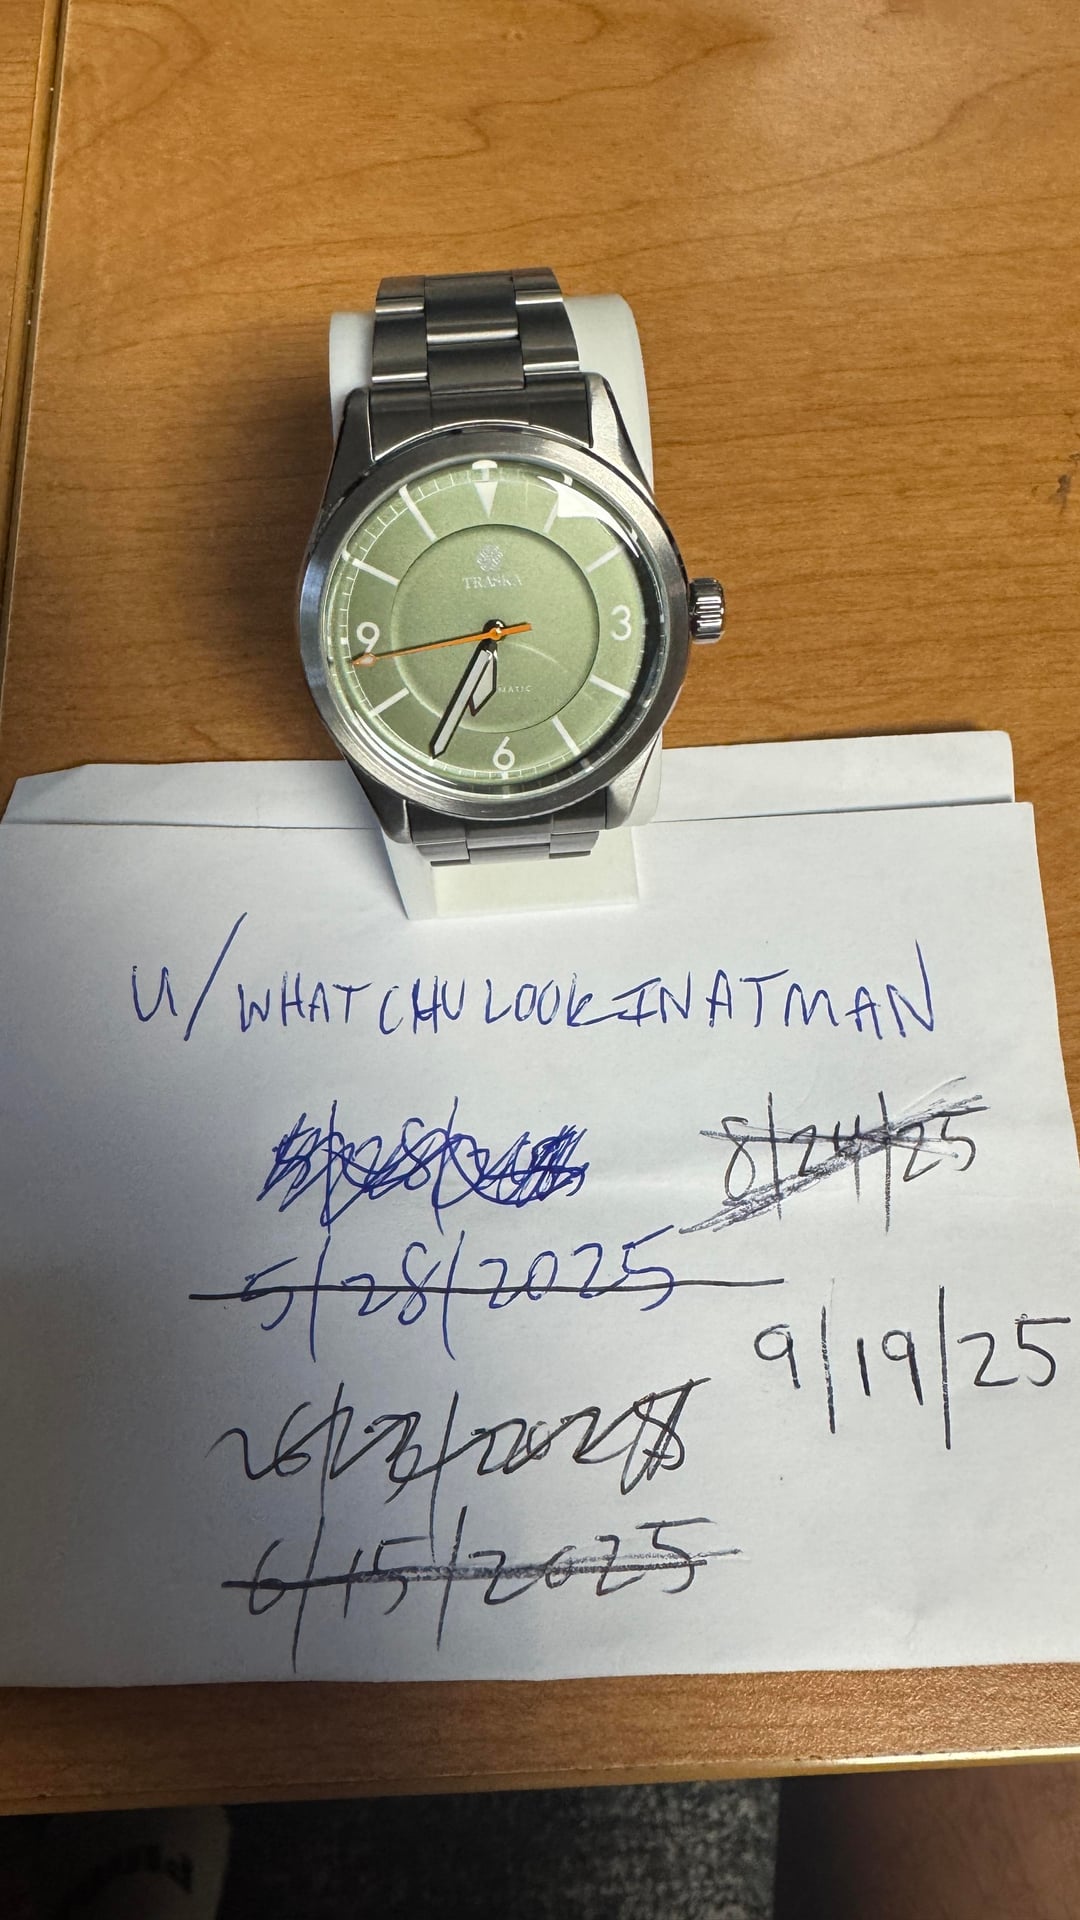 TRASKA
3
9
MATIC
6
U/WHATCHULOOKINATMAN
8/24/25
5/28/2025
9/19/25
6/15/2025